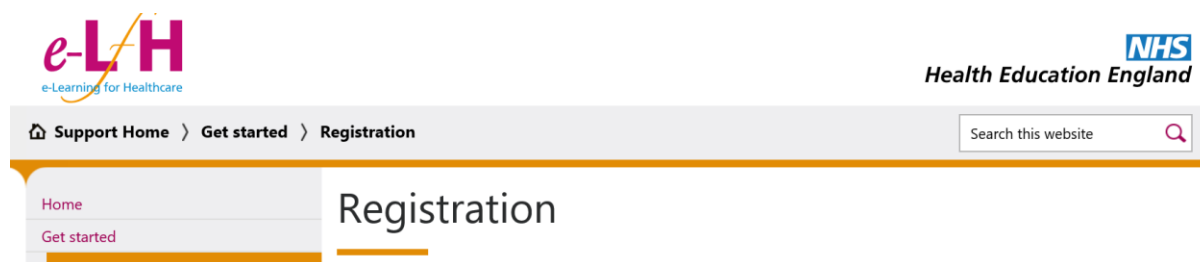 e-LfH
e-Learning for Healthcare
NHS
Health Education England
Support Home 〉 Get started 〉 Registration
Search this website
Home
Get started
Registration